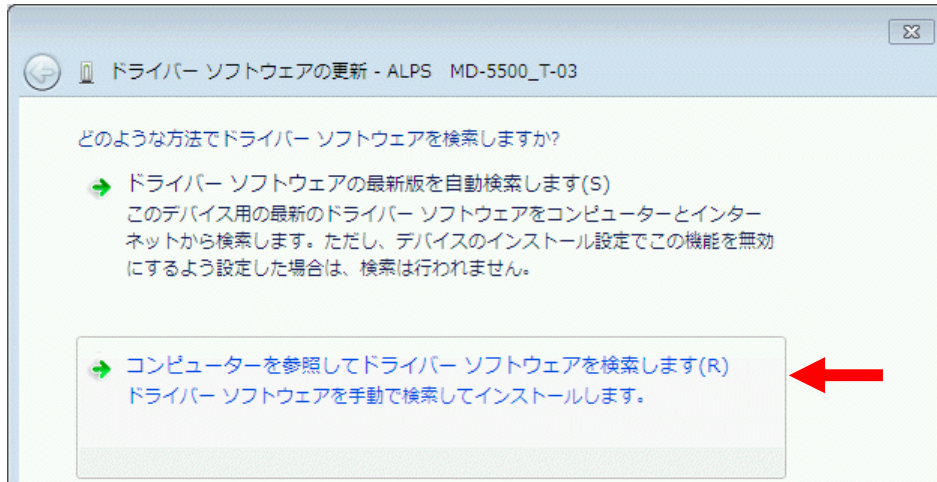 ドライバー ソフトウェアの更新 - ALPS MD-5500_T-03
どのような方法でドライバー ソフトウェアを検索しますか?
ドライバー ソフトウェアの最新版を自動検索します(S)
このデバイス用の最新のドライバー ソフトウェアをコンピューターとインター
ネットから検索します。ただし、デバイスのインストール設定でこの機能を無効
にするよう設定した場合は、検索は行われません。
コンピューターを参照してドライバー ソフトウェアを検索します(R)
ドライバー ソフトウェアを手動で検索してインストールします。